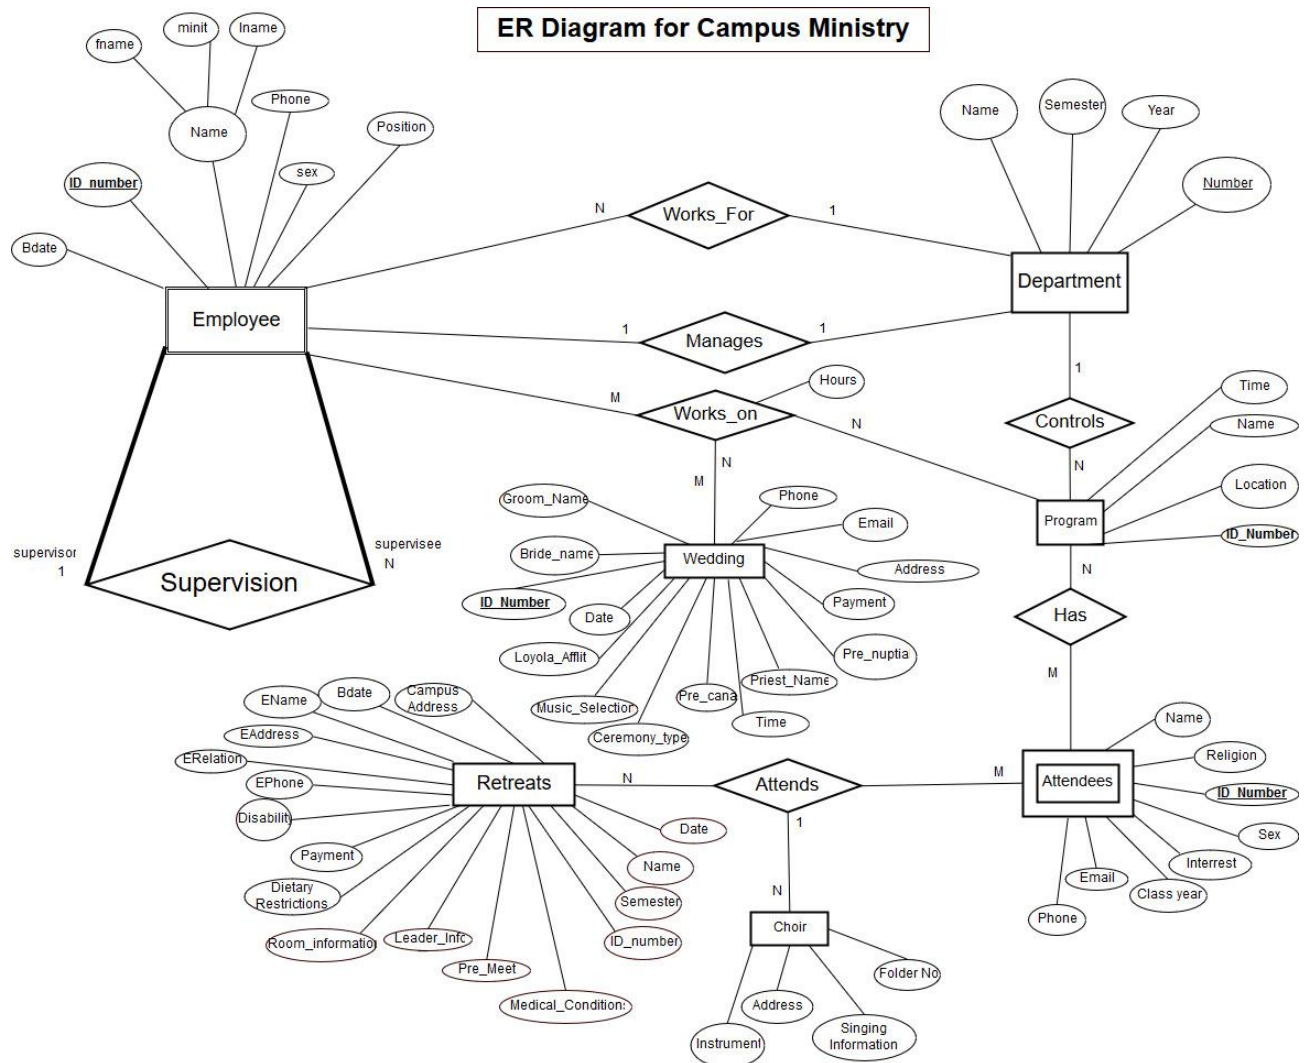 ER Diagram for Campus Ministry
minit
lname
fname
Name
Phone
Position
sex
ID_number
Bdate
Name
Semester
Year
Number
N
Works_For
1
Department
Employee
1
Manages
1
1
Hours
M
Works_on
N
Controls
Time
Name
N
M
N
Location
Groom_Name
Phone
Email
Program
ID_Number
supervisor
1
supervisee
N
Supervision
Bride_name
Wedding
Address
N
ID_Number
Date
Payment
Has
Loyola_Afflit
Pre_nuptia
M
Music_Selection
Pre_cana
Priest_Name
Ceremony_type
Time
Bdate
Campus
Address
EName
EAddress
ERelation
EPhone
Disability
Retreats
N
Attends
M
Attendees
Name
Religion
ID_Number
Sex
Interrest
Class year
Email
Phone
1
Payment
Dietary
Restrictions
Room_information
Leader_Info
Pre_Meet
Medical_Conditions
ID_number
Semester
Name
Date
N
Choir
Folder No
Address
Instrument
Singing
Information